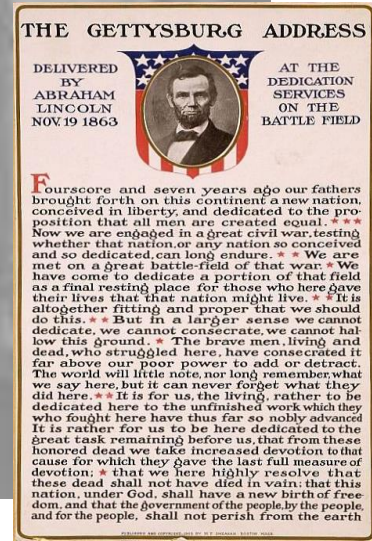 THE GETTYSBURG ADDRESS
DELIVERED
BY
ABRAHAM
LINCOLN
NOV. 19 1863
AT THE
DEDICATION
SERVICES
ON THE
BATTLE FIELD
Fourscore and seven years ago our fathers
brought forth on this continent a new nation,
conceived in liberty, and dedicated to the pro-
position that all men are created equal. ★★★
Now we are engaged in a great civil war, testing
whether that nation, or any nation so conceived
and so dedicated, can long endure. ★ ★ We are
met on a great battle-field of that war. ★ We
have come to dedicate a portion of that field
as a final resting place for those who here gave
their lives that that nation might live. ★ ★ It is
altogether fitting and proper that we should
do this. ★ ★ But in a larger sense we cannot
dedicate, we cannot consecrate, we cannot hal-
low this ground. ★ The brave men, living and
dead, who struggled here, have consecrated it
far above our poor power to add or detract.
The world will little note, nor long remember, what
we say here, but it can never forget what they
did here. ★★ It is for us, the living, rather to be
dedicated here to the unfinished work which they
who fought here have thus far so nobly advanced
It is rather for us to be here dedicated to the
great task remaining before us, that from these
honored dead we take increased devotion to that
cause for which they gave the last full measure of
devotion; ★ that we here highly resolve that
these dead shall not have died in vain; that this
nation, under God, shall have a new birth of free-
dom, and that the government of the people, by the people,
and for the people, shall not perish from the earth
PUBLISHED AND COPYRIGHT, BY M.T. SHEAHAN, BOSTON, MASS.